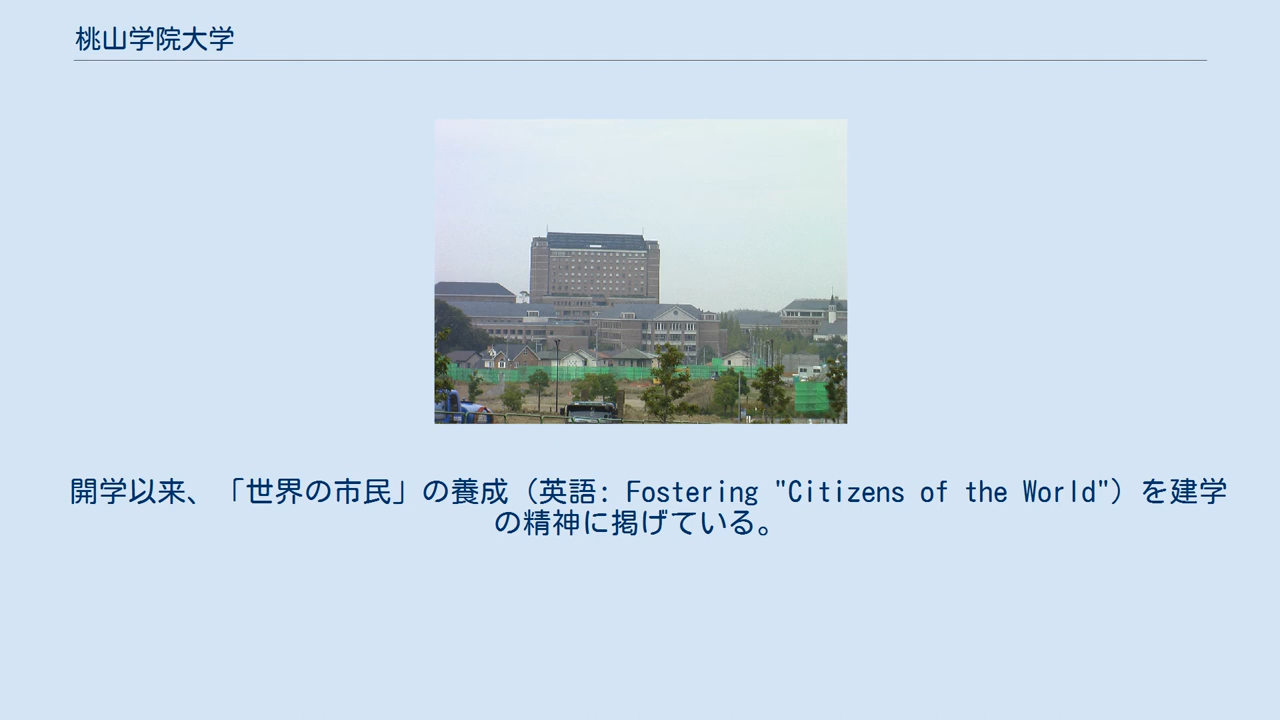 桃山学院大学
開学以来、「世界の市民」の養成（英語: Fostering "Citizens of the World"）を建学
の精神に掲げている。